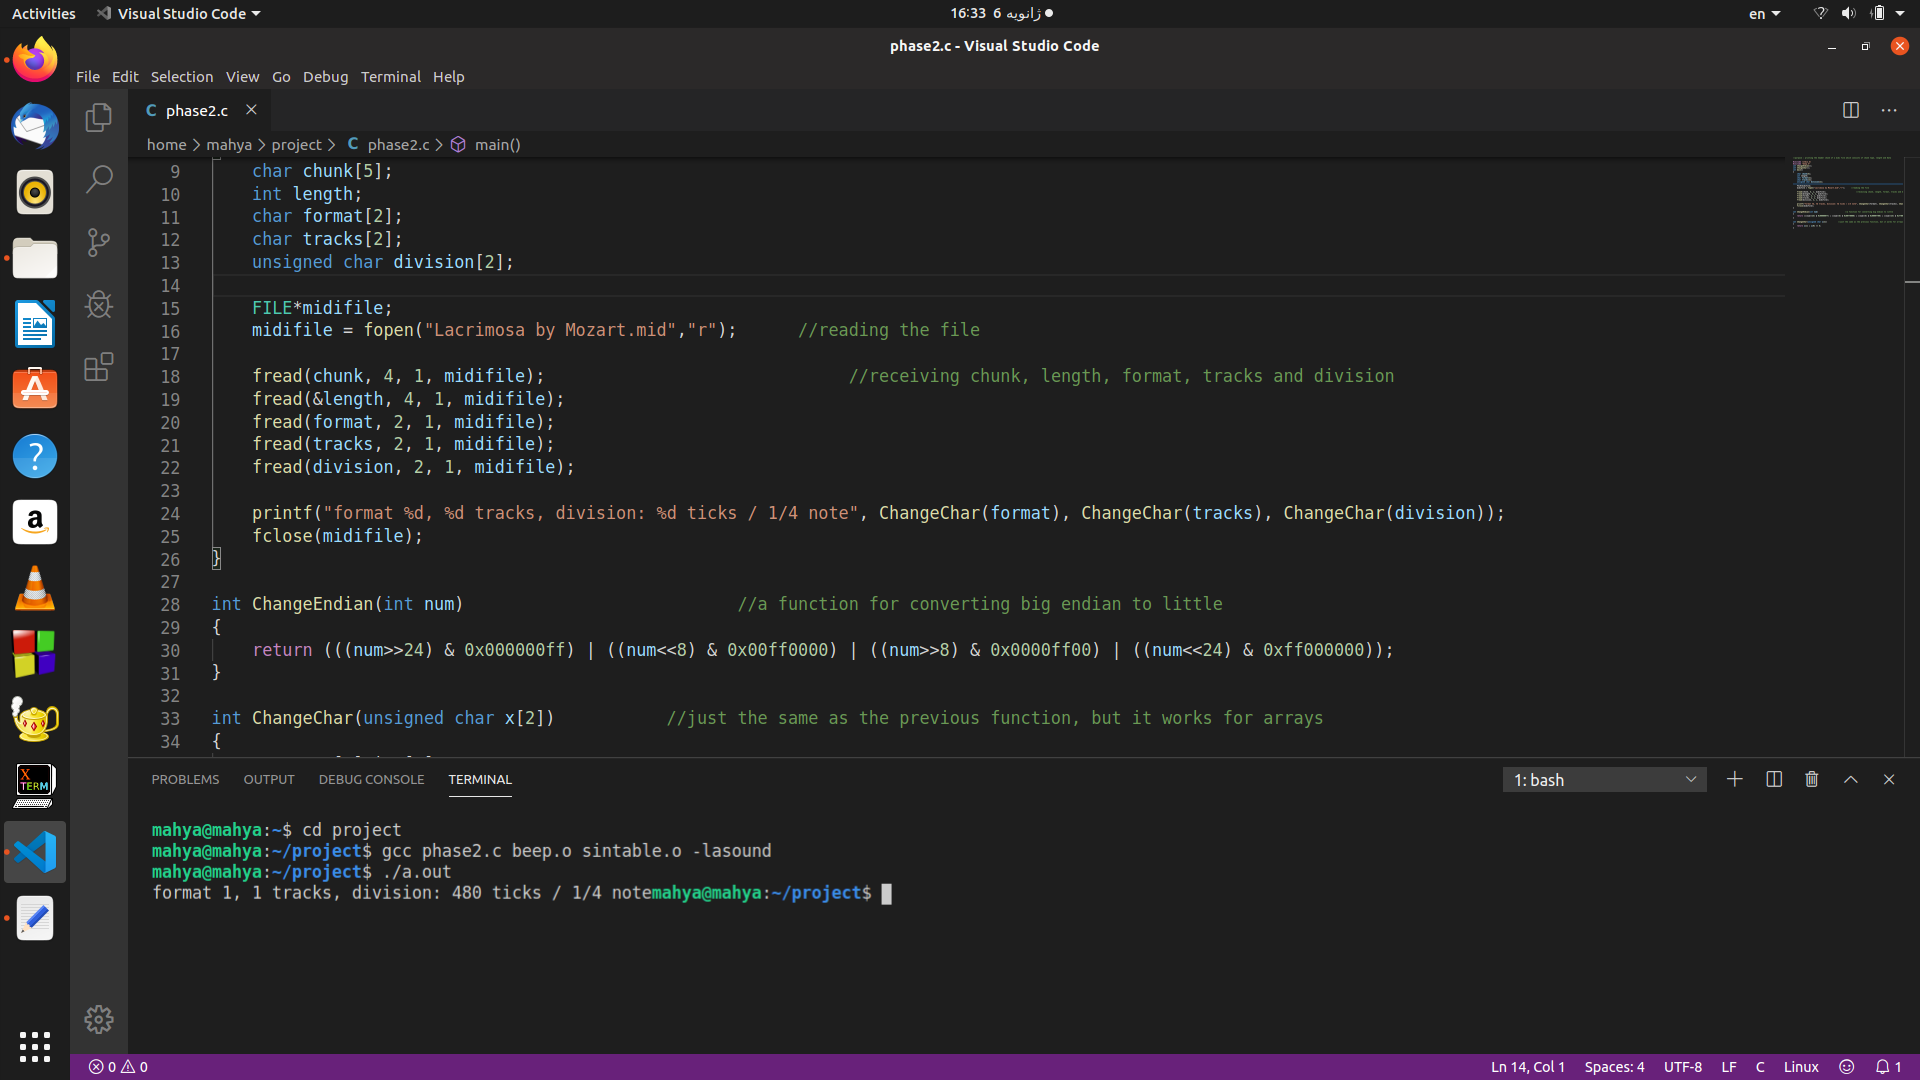 Activities Visual Studio Code 16:33 6 ژانویه en
phase2.c - Visual Studio Code
File Edit Selection View Go Debug Terminal Help
C phase2.c
home > mahya > project > C phase2.c > main()
9 char chunk[5];
10 int length;
11 char format[2];
12 char tracks[2];
13 unsigned char division[2];
14
15 FILE*midifile;
16 midifile = fopen("Lacrimosa by Mozart.mid","r"); //reading the file
17
18 fread(chunk, 4, 1, midifile); //receiving chunk, length, format, tracks and division
19 fread(&length, 4, 1, midifile);
20 fread(format, 2, 1, midifile);
21 fread(tracks, 2, 1, midifile);
22 fread(division, 2, 1, midifile);
23
24 printf("format %d, %d tracks, division: %d ticks / 1/4 note", ChangeChar(format), ChangeChar(tracks), ChangeChar(division));
25 fclose(midifile);
26 }
27
28 int ChangeEndian(int num) //a function for converting big endian to little
29 {
30 return (((num>>24) & 0x000000ff) | ((num<<8) & 0x00ff0000) | ((num>>8) & 0x0000ff00) | ((num<<24) & 0xff000000));
31 }
32
33 int ChangeChar(unsigned char x[2]) //just the same as the previous function, but it works for arrays
34 {
PROBLEMS OUTPUT DEBUG CONSOLE TERMINAL 1: bash
mahya@mahya:~$ cd project
mahya@mahya:~/project$ gcc phase2.c beep.o sintable.o -lasound
mahya@mahya:~/project$ ./a.out
format 1, 1 tracks, division: 480 ticks / 1/4 notemahya@mahya:~/project$
X
TERM
0 0 Ln 14, Col 1 Spaces: 4 UTF-8 LF C Linux 1